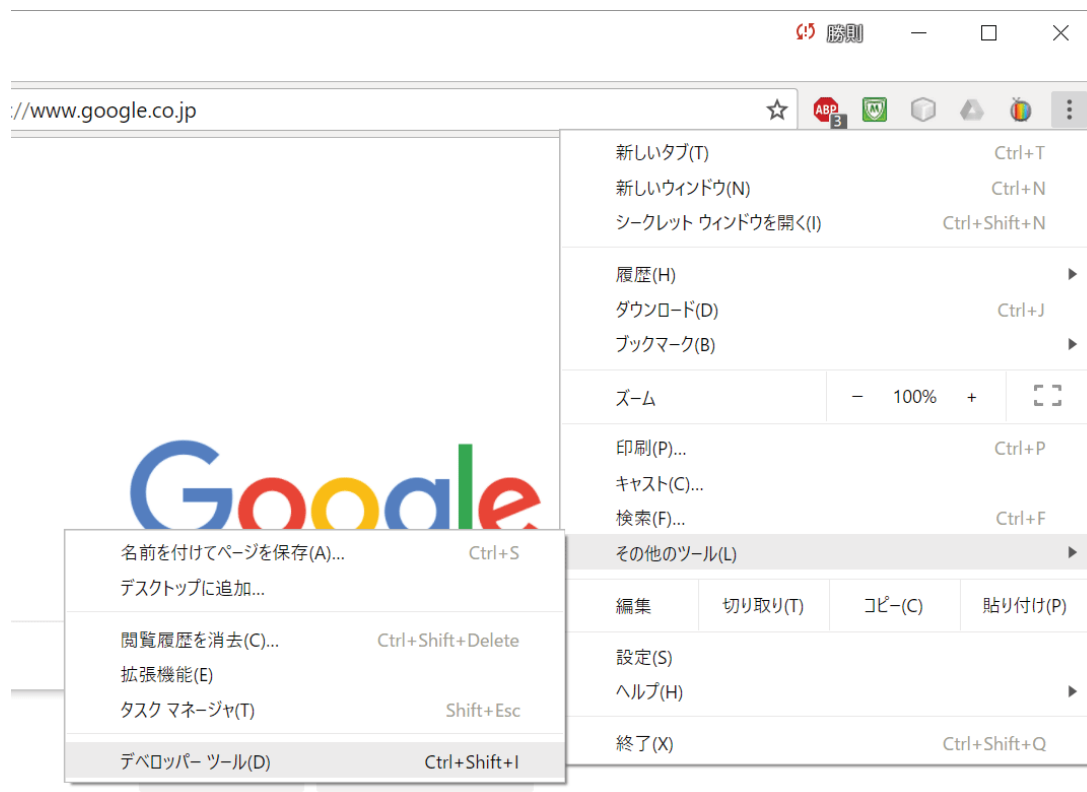 勝則
://www.google.co.jp
ABP
3
M
新しいタブ(T) Ctrl+T
新しいウィンドウ(N) Ctrl+N
シークレット ウィンドウを開く(I) Ctrl+Shift+N
履歴(H)
ダウンロード(D) Ctrl+J
ブックマーク(B)
ズーム − 100% +
印刷(P)... Ctrl+P
キャスト(C)...
検索(F)... Ctrl+F
その他のツール(L)
編集 切り取り(T) コピー(C) 貼り付け(P)
設定(S)
ヘルプ(H)
終了(X) Ctrl+Shift+Q
Google
名前を付けてページを保存(A)... Ctrl+S
デスクトップに追加...
閲覧履歴を消去(C)... Ctrl+Shift+Delete
拡張機能(E)
タスク マネージャ(T) Shift+Esc
デベロッパー ツール(D) Ctrl+Shift+I